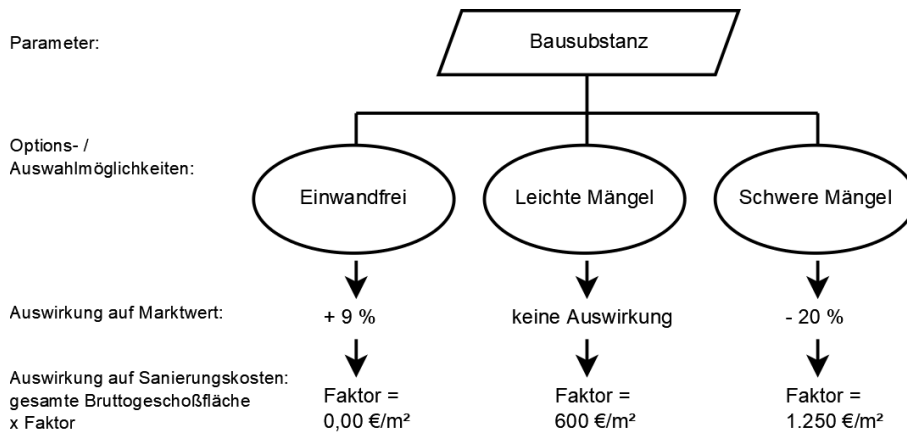 Parameter:
Bausubstanz
Options- /
Auswahlmöglichkeiten:
Einwandfrei
Leichte Mängel
Schwere Mängel
Auswirkung auf Marktwert:
+ 9 %
keine Auswirkung
- 20 %
Auswirkung auf Sanierungskosten:
gesamte Bruttogeschoßfläche
x Faktor
Faktor =
0,00 €/m²
Faktor =
600 €/m²
Faktor =
1.250 €/m²